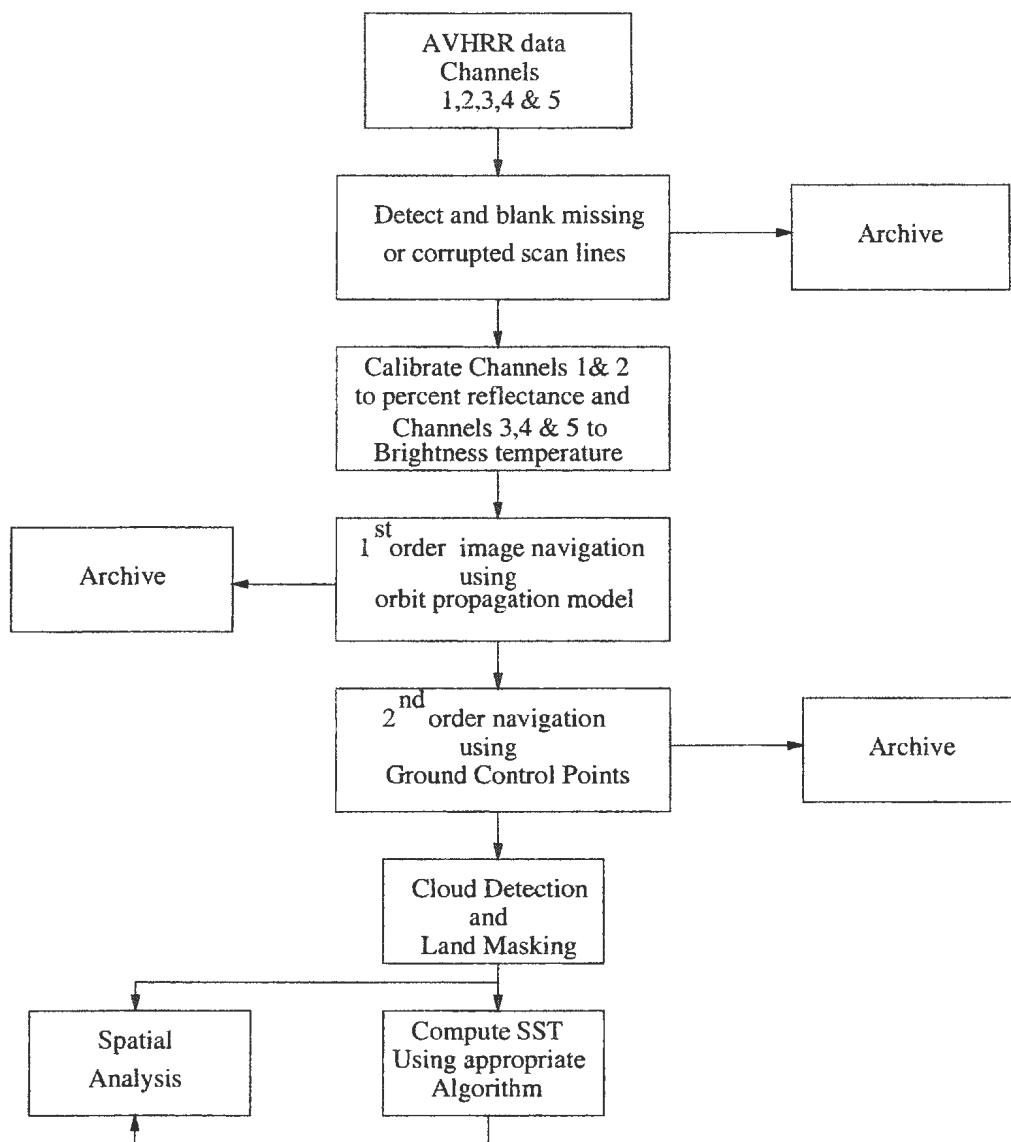 AVHRR data
Channels
1,2,3,4 & 5
Detect and blank missing
or corrupted scan lines
Archive
Calibrate Channels 1& 2
to percent reflectance and
Channels 3,4 & 5 to
Brightness temperature
1st order image navigation
using
orbit propagation model
Archive
2nd order navigation
using
Ground Control Points
Archive
Cloud Detection
and
Land Masking
Spatial
Analysis
Compute SST
Using appropriate
Algorithm